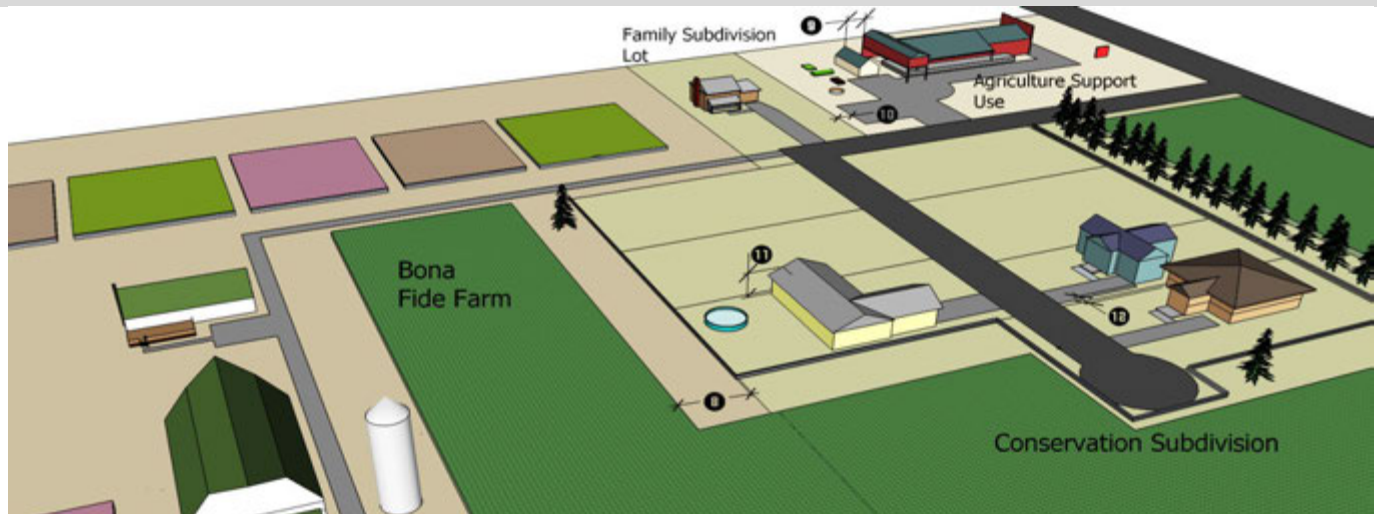 Family Subdivision
Lot
9
Agriculture Support
Use
10
Bona
Fide Farm
11
12
8
Conservation Subdivision